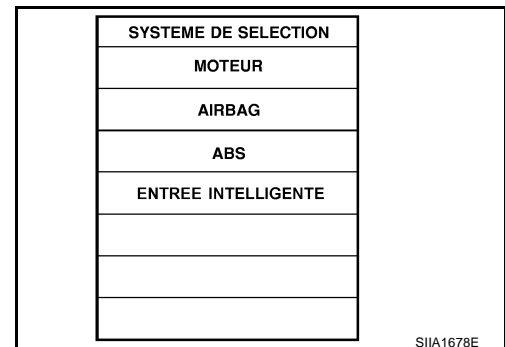 SYSTEME DE SELECTION
MOTEUR
AIRBAG
ABS
ENTREE INTELLIGENTE
SIIA1678E